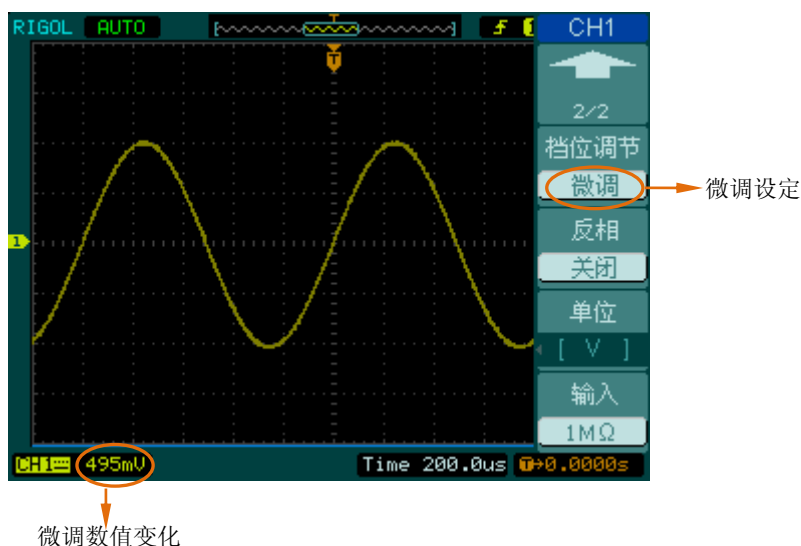 RIGOL AUTO T CH1
T
2/2
档位调节
微调
微调设定
反相
1
关闭
单位
[ V ]
输入
1MΩ
CH1 495mV Time 200.0us T→0.0000s
微调数值变化